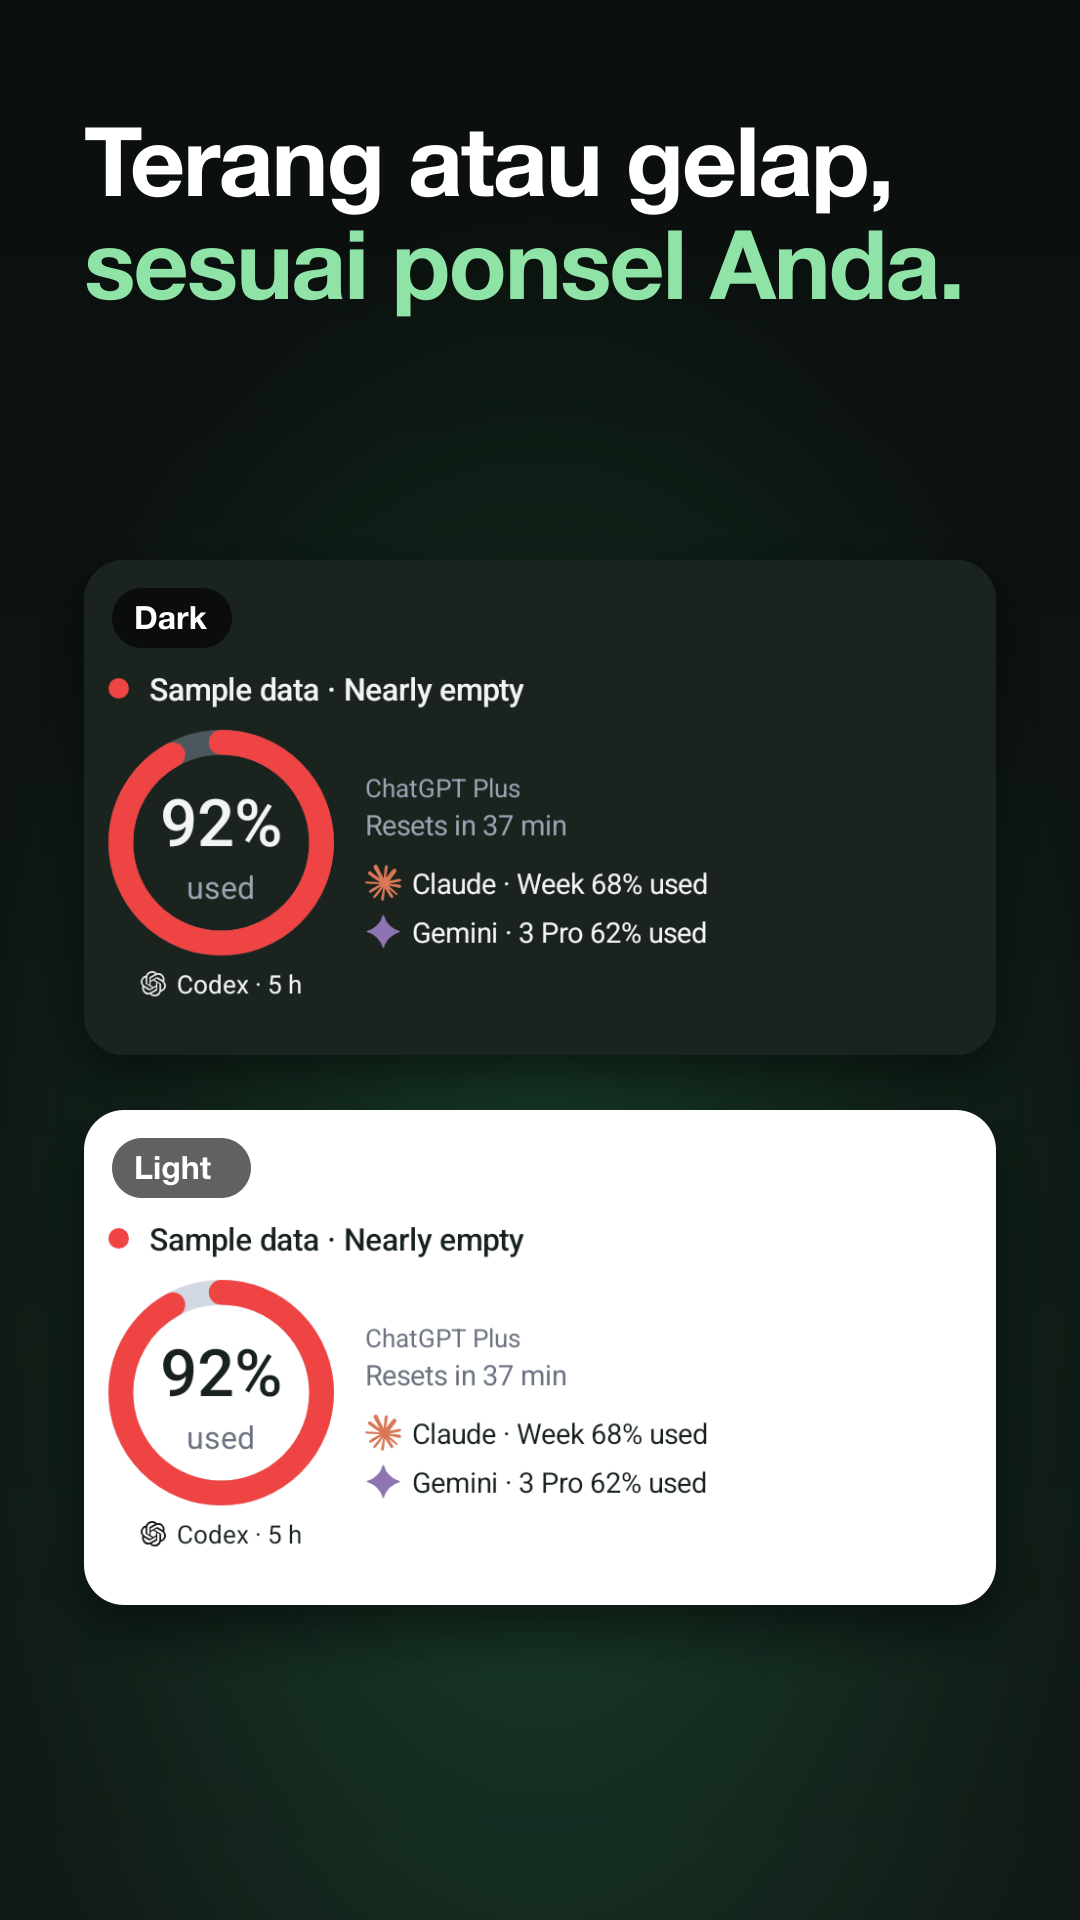 Terang atau gelap,
sesuai ponsel Anda.
Dark
Sample data · Nearly empty
92%
used
Codex · 5 h
ChatGPT Plus
Resets in 37 min
Claude · Week 68% used
Gemini · 3 Pro 62% used
Light
Sample data · Nearly empty
92%
used
Codex · 5 h
ChatGPT Plus
Resets in 37 min
Claude · Week 68% used
Gemini · 3 Pro 62% used